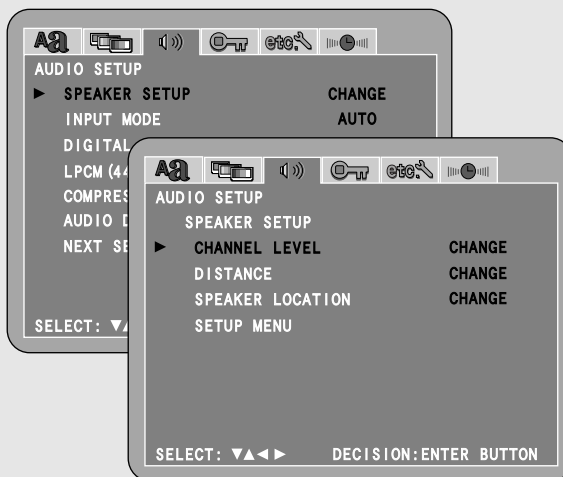 Aa etc.
AUDIO SETUP
► SPEAKER SETUP CHANGE
INPUT MODE AUTO
DIGITAL
LPCM (44
COMPRES
AUDIO D
NEXT SE
SELECT: ▼▲
Aa etc.
AUDIO SETUP
SPEAKER SETUP
► CHANNEL LEVEL CHANGE
DISTANCE CHANGE
SPEAKER LOCATION CHANGE
SETUP MENU
SELECT: ▼▲◄► DECISION:ENTER BUTTON